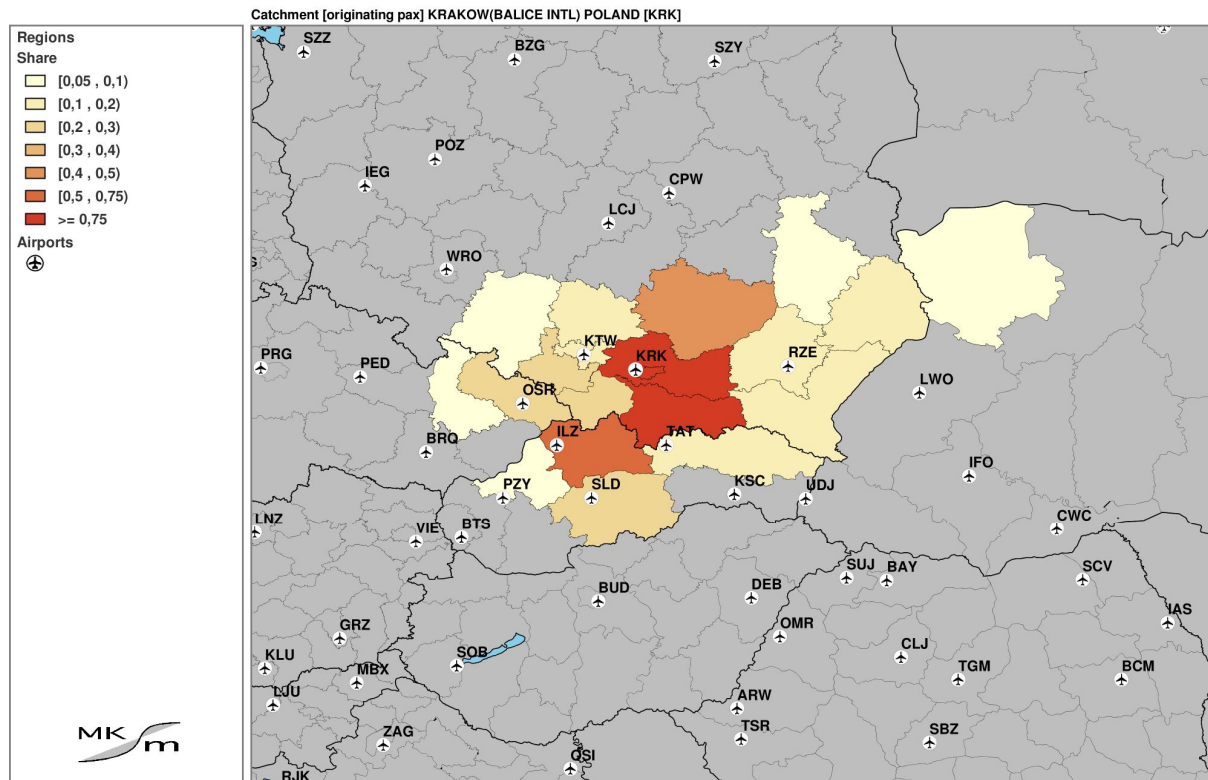 Catchment [originating pax] KRAKOW(BALICE INTL) POLAND [KRK]
Regions
Share
[0,05 , 0,1)
[0,1 , 0,2)
[0,2 , 0,3)
[0,3 , 0,4)
[0,4 , 0,5)
[0,5 , 0,75)
>= 0,75
Airports
MK m
SZZ
BZG
SZY
POZ
IEG
CPW
LCJ
WRO
KTW
KRK
RZE
PRG
PED
LWO
OSR
BRQ
ILZ
TAT
IFO
PZY
SLD
KSC
UDJ
LNZ
VIE
BTS
CWC
BUD
DEB
SUJ
BAY
SCV
GRZ
OMR
IAS
KLU
MBX
SOB
CLJ
TGM
BCM
LJU
ARW
ZAG
TSR
SBZ
OSI
RJK